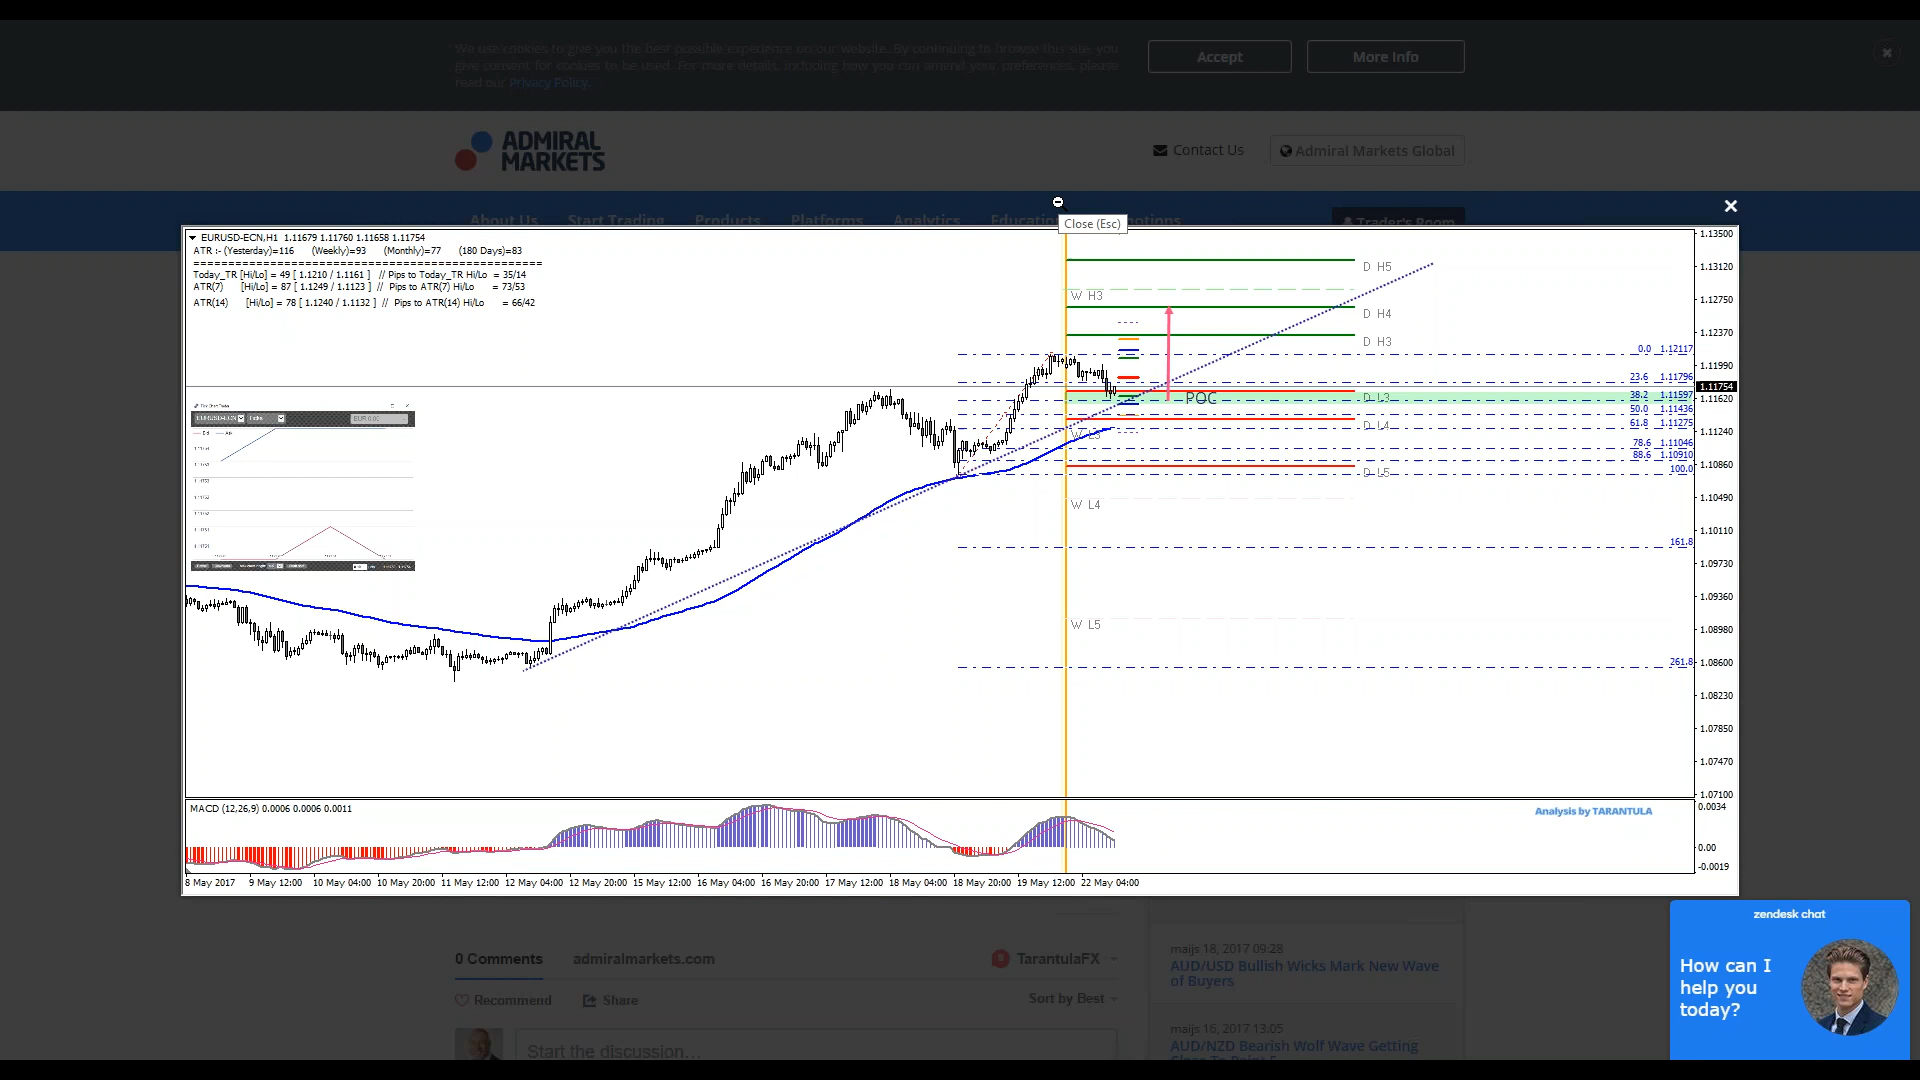 We use cookies to give you the best possible experience on our website. By continuing to browse this site, you
give consent for cookies to be used. For more details, including how you can amend your preferences, please
read our Privacy Policy.
Accept
More Info
ADMIRAL
MARKETS
Contact Us
Admiral Markets Global
About Us Start Trading Products Platforms Analytics
Trader's Room
Close (Esc)
EURUSD-ECN,H1 1.11679 1.11760 1.11658 1.11754
ATR :- (Yesterday)=116 (Weekly)=93 (Monthly)=77 (180 Days)=83
Today_TR [Hi/Lo] = 49 [ 1.1210 / 1.1161 ] // Pips to Today_TR Hi/Lo = 35/14
ATR(7) [Hi/Lo] = 87 [ 1.1249 / 1.1123 ] // Pips to ATR(7) Hi/Lo = 73/53
ATR(14) [Hi/Lo] = 78 [ 1.1240 / 1.1132 ] // Pips to ATR(14) Hi/Lo = 66/42
D H5
W H3
D H4
D H3
POC
D L3
D L4
W L3
D L5
W L4
W L5
0.0 1.12117
23.6 1.11796
38.2 1.11597
50.0 1.11436
61.8 1.11275
78.6 1.11046
88.6 1.10910
100.0
161.8
261.8
1.13500
1.13120
1.12750
1.12370
1.11990
1.11754
1.11620
1.11240
1.10860
1.10490
1.10110
1.09730
1.09360
1.08980
1.08600
1.08230
1.07850
1.07470
1.07100
EURUSD-ECN Ticks
MACD (12,26,9) 0.0006 0.0006 0.0011
Analysis by TARANTULA
0.0034
0.00
-0.0019
8 May 2017 9 May 12:00 10 May 04:00 10 May 20:00 11 May 12:00 12 May 04:00 12 May 20:00 15 May 12:00 16 May 04:00 16 May 20:00 17 May 12:00 18 May 04:00 18 May 20:00 19 May 12:00 22 May 04:00
zendesk chat
How can I
help you
today?
0 Comments admiralmarkets.com
TarantulaFX
Recommend Share
Sort by Best
Start the discussion...
maijs 18, 2017 09:28
AUD/USD Bullish Wicks Mark New Wave
of Buyers
maijs 16, 2017 13:05
AUD/NZD Bearish Wolf Wave Getting